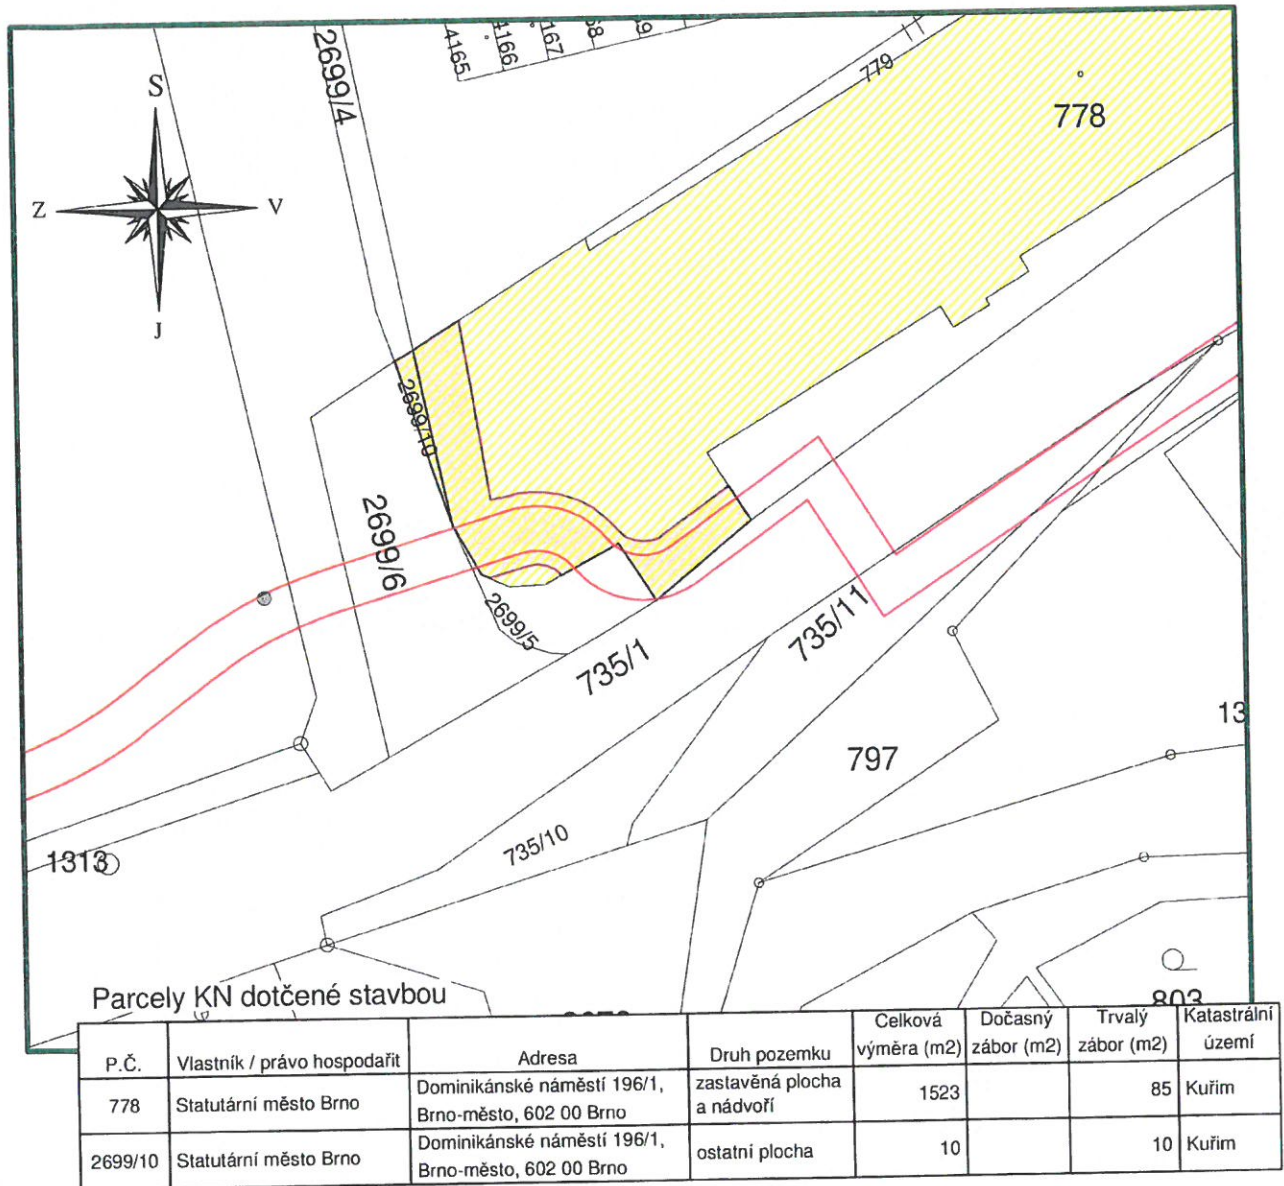 4165
4166
4167
2699/4
779
778
S
Z
V
J
2699/10
2699/6
2699/5
735/1
735/11
797
13
735/10
1313
803
Parcely KN dotčené stavbou
P.Č. Vlastník / právo hospodařit Adresa Druh pozemku Celková výměra (m2) Dočasný zábor (m2) Trvalý zábor (m2) Katastrální území
778 Statutární město Brno Dominikánské náměstí 196/1, Brno-město, 602 00 Brno zastavěná plocha a nádvoří 1523 85 Kuřim
2699/10 Statutární město Brno Dominikánské náměstí 196/1, Brno-město, 602 00 Brno ostatní plocha 10 10 Kuřim